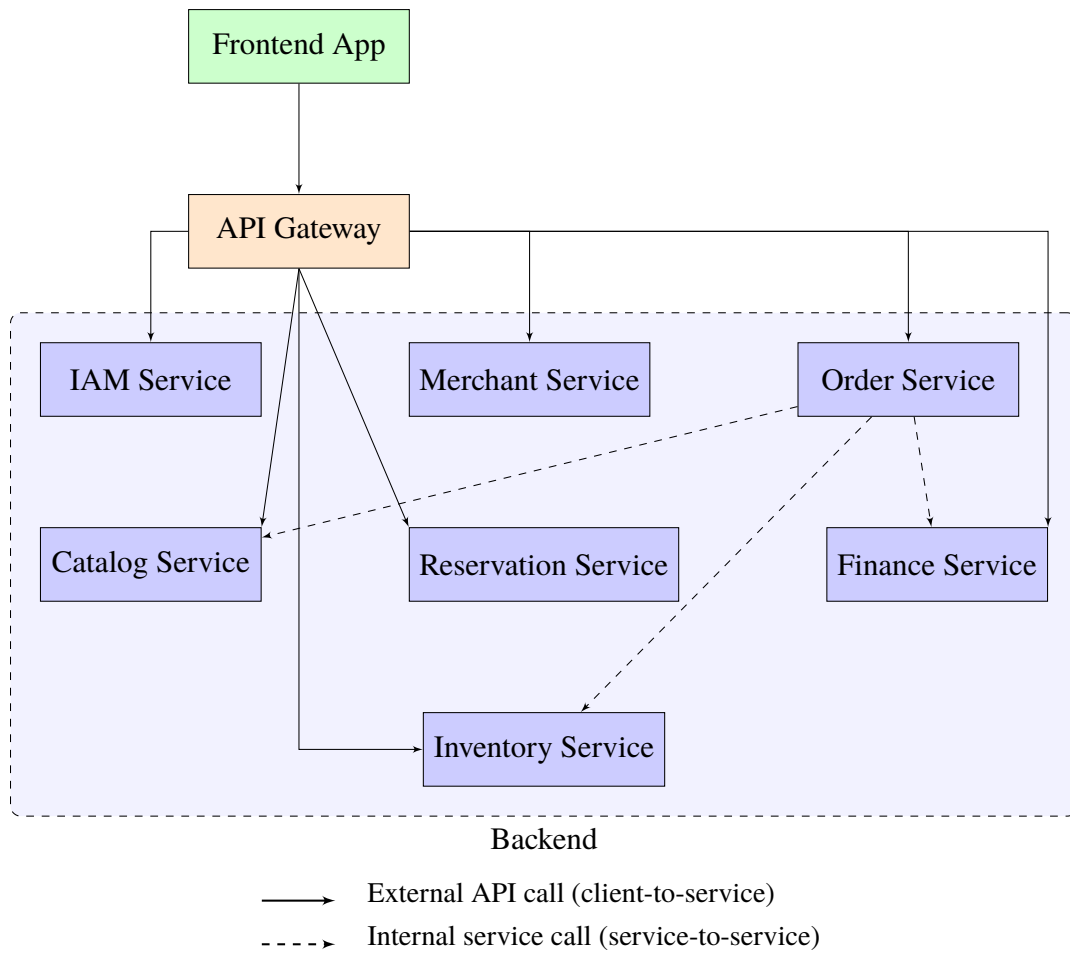 Frontend App
API Gateway
IAM Service
Merchant Service
Order Service
Catalog Service
Reservation Service
Finance Service
Inventory Service
Backend
External API call (client-to-service)
Internal service call (service-to-service)